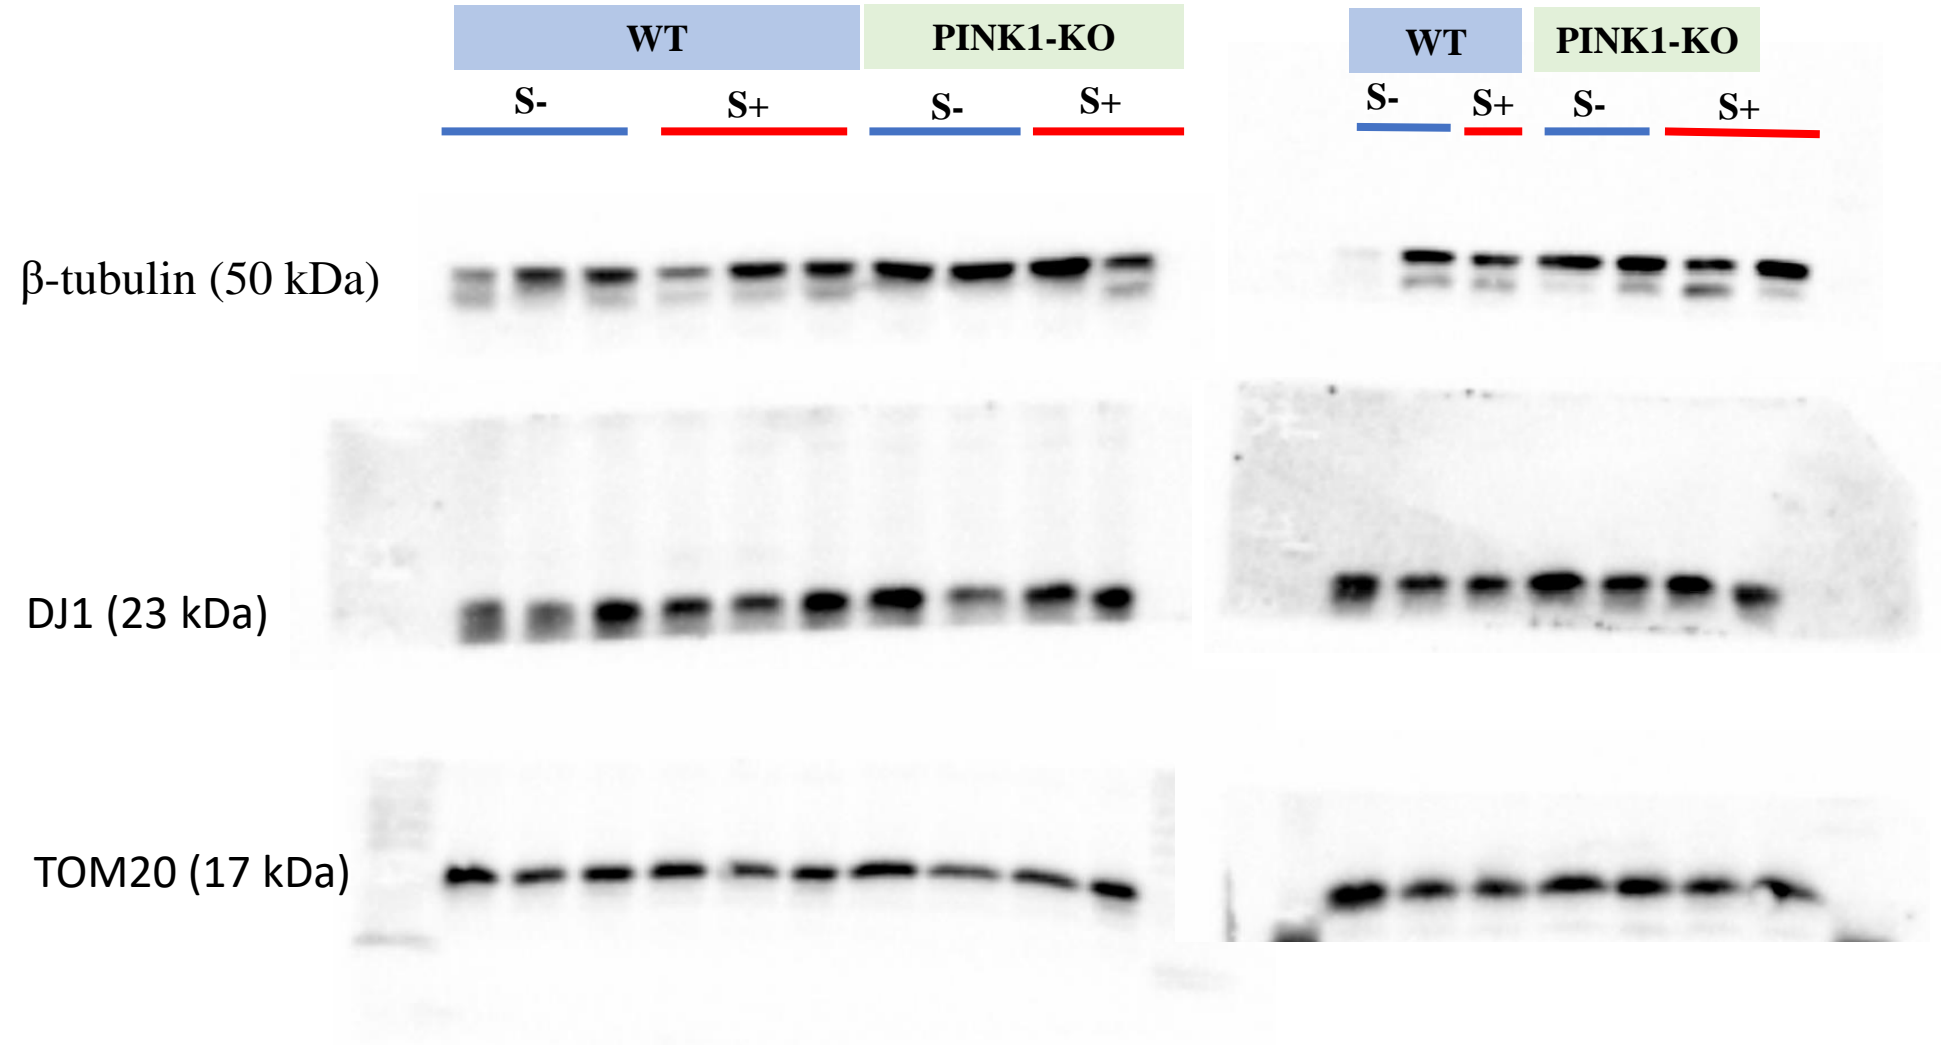 WT PINK1-KO WT PINK1-KO
S- S+ S- S+ S- S+ S- S+
β-tubulin (50 kDa)
DJ1 (23 kDa)
TOM20 (17 kDa)